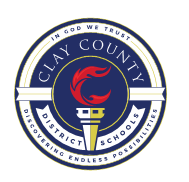 IN GOD WE TRUST
CLAY COUNTY
DISTRICT SCHOOLS
DISCOVERING ENDLESS POSSIBILITIES